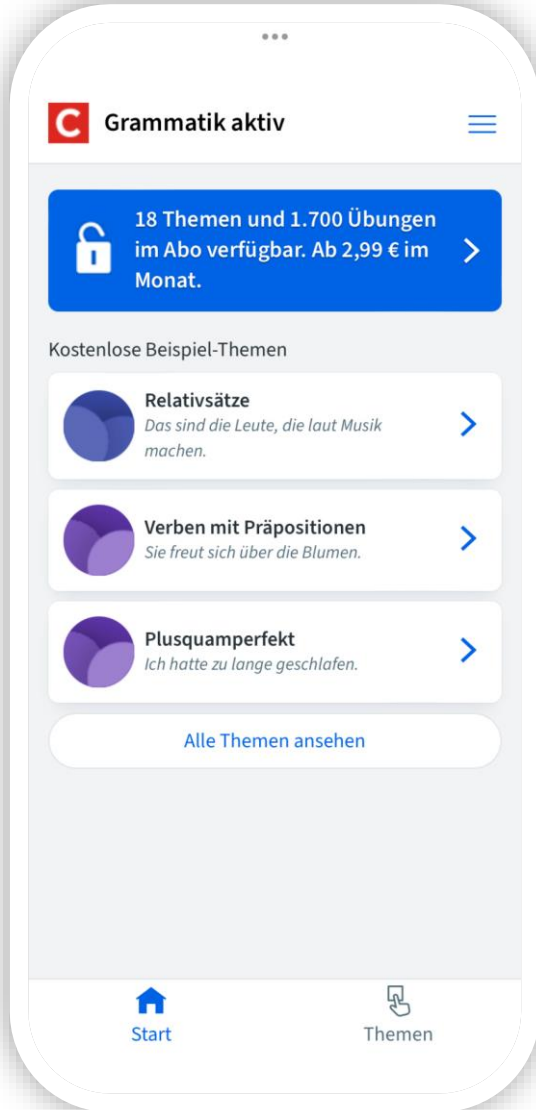 C Grammatik aktiv
18 Themen und 1.700 Übungen
im Abo verfügbar. Ab 2,99 € im
Monat.
Kostenlose Beispiel-Themen
Relativsätze
Das sind die Leute, die laut Musik
machen.
Verben mit Präpositionen
Sie freut sich über die Blumen.
Plusquamperfekt
Ich hatte zu lange geschlafen.
Alle Themen ansehen
Start
Themen